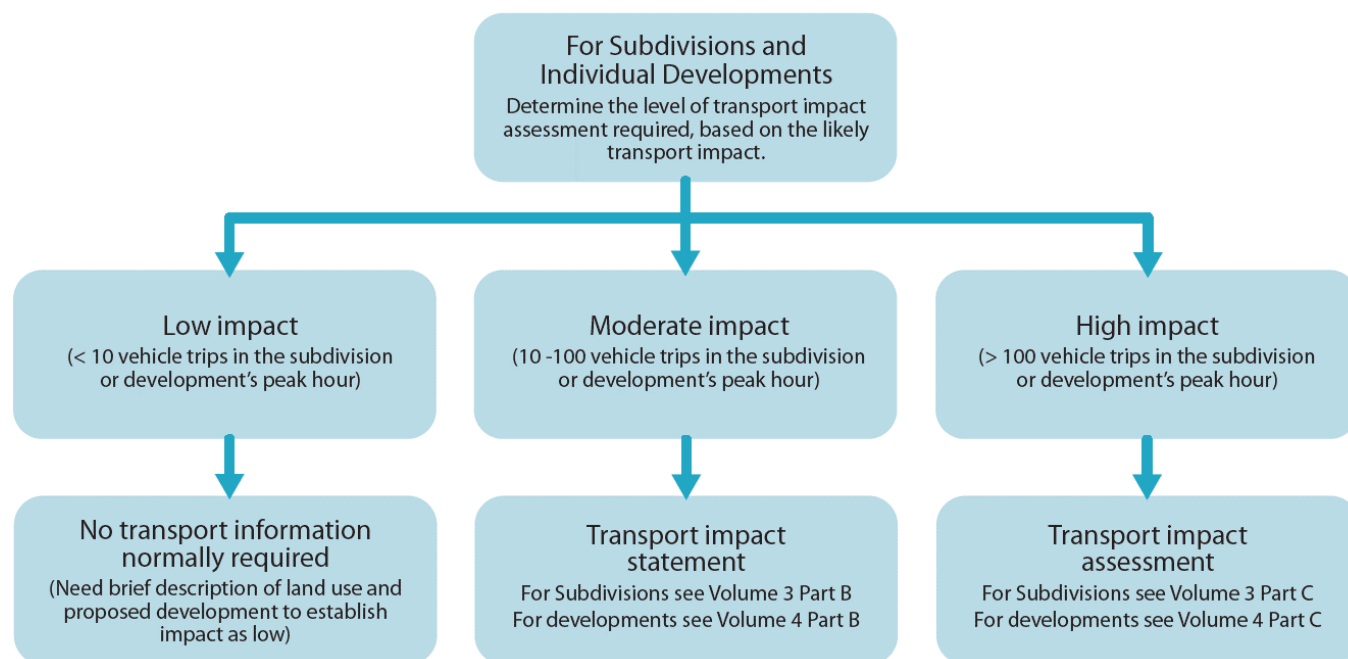 For Subdivisions and
Individual Developments
Determine the level of transport impact
assessment required, based on the likely
transport impact.
Low impact
(< 10 vehicle trips in the subdivision
or development’s peak hour)
Moderate impact
(10 -100 vehicle trips in the subdivision
or development’s peak hour)
High impact
(> 100 vehicle trips in the subdivision
or development’s peak hour)
No transport information
normally required
(Need brief description of land use and
proposed development to establish
impact as low)
Transport impact
statement
For Subdivisions see Volume 3 Part B
For developments see Volume 4 Part B
Transport impact
assessment
For Subdivisions see Volume 3 Part C
For developments see Volume 4 Part C